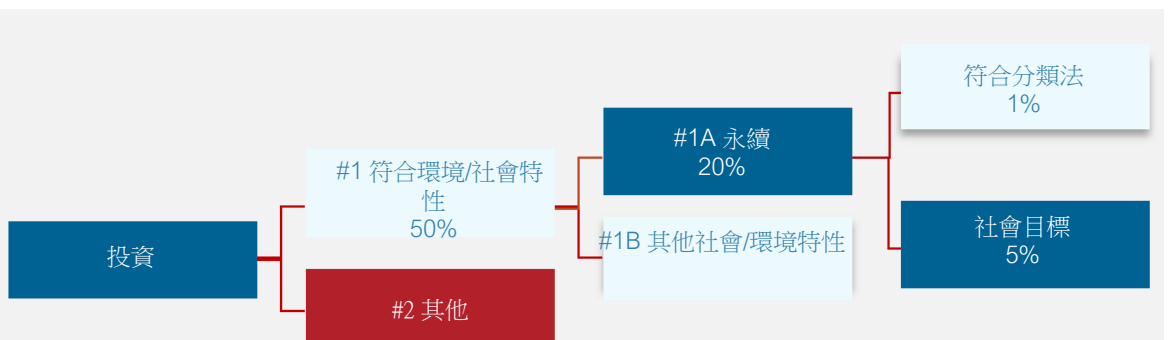 符合分類法
1%
#1A 永續
20%
#1 符合環境/社會特
性
50%
#1B 其他社會/環境特性
社會目標
5%
投資
#2 其他